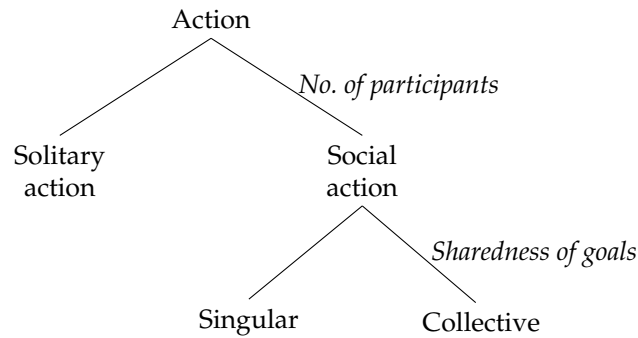 Action
No. of participants
Solitary
action
Social
action
Sharedness of goals
Singular
Collective